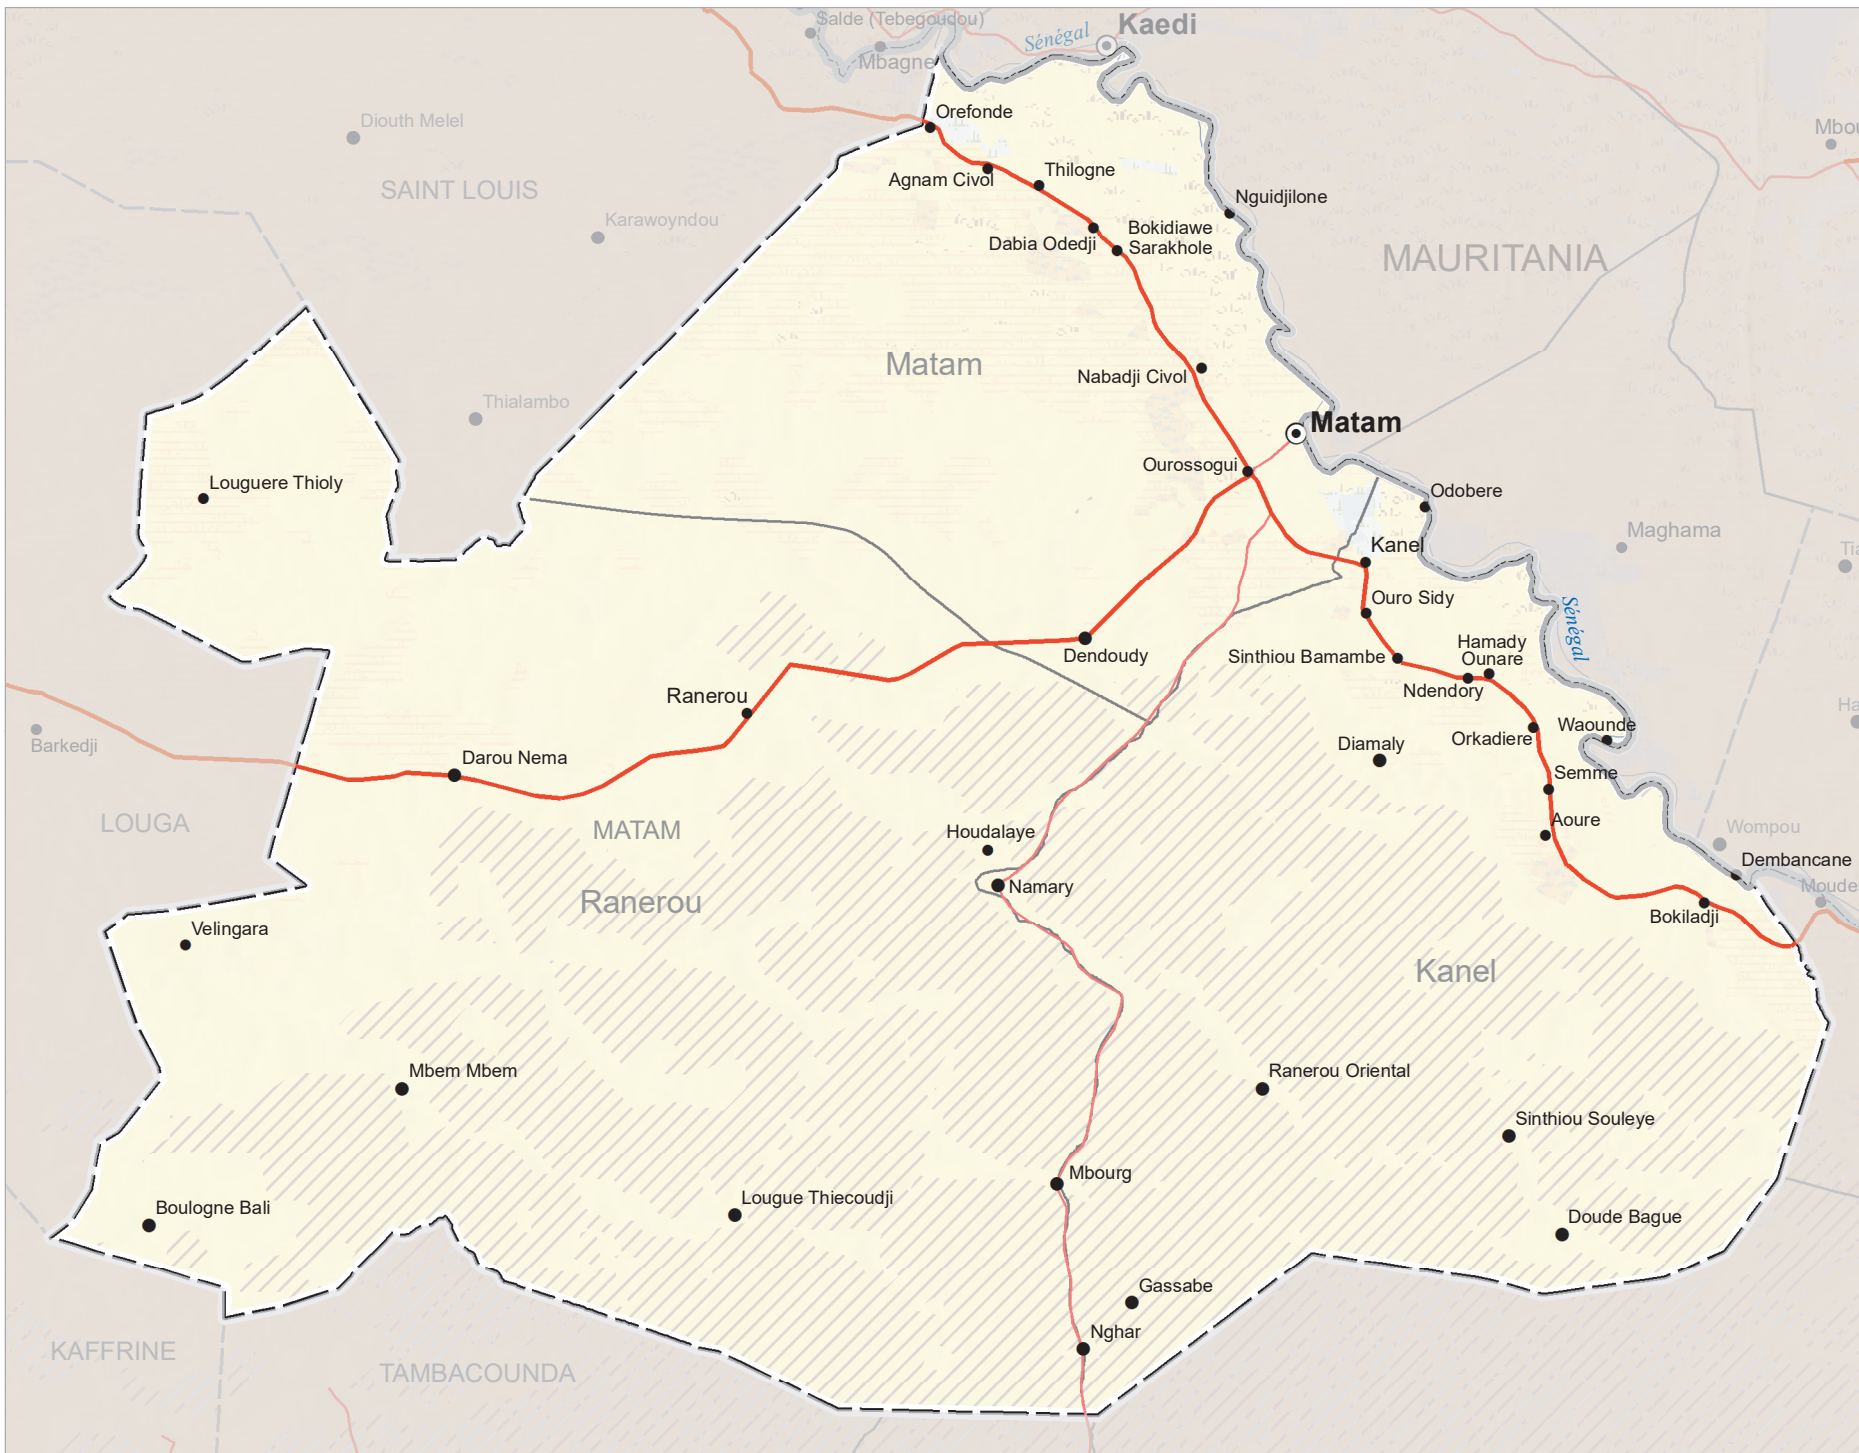 Salde (Tebegoudou)
Sénégal
Kaedi
Mbagne
Orefonde
Diouth Melel
Agnam Civol
Thilogne
SAINT LOUIS
Nguidjilone
Karawoyndou
Dabia Odedji
Bokidiawe
Sarakhole
MAURITANIA
Matam
Nabadji Civol
Thialambo
Matam
Ourossogui
Louguere Thioly
Odobere
Maghama
Kanel
Ouro Sidy
Sénégal
Hamady
Ounare
Dendoudy
Sinthiou Bamambe
Ndendory
Ranerou
Waounde
Orkadiere
Barkedji
Diamaly
Darou Nema
Semme
LOUGA
MATAM
Houdalaye
Aoure
Wompou
Dembancane
Namary
Ranerou
Bokiladji
Velingara
Kanel
Mbem Mbem
Ranerou Oriental
Sinthiou Souleye
Mbourg
Boulogne Bali
Lougue Thiecoudji
Doude Bague
Gassabe
Nghar
KAFFRINE
TAMBACOUNDA